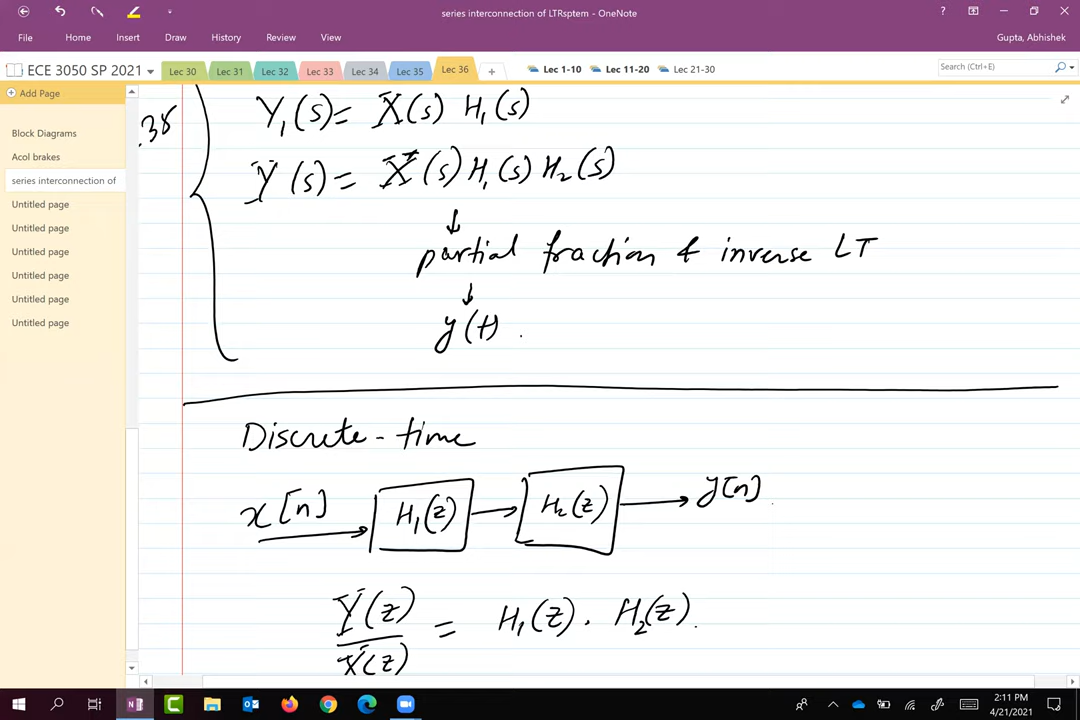 series interconnection of LTRsptem - OneNote
Gupta, Abhishek
File Home Insert Draw History Review View
ECE 3050 SP 2021
Lec 30 Lec 31 Lec 32 Lec 33 Lec 34 Lec 35 Lec 36 + Lec 1-10 Lec 11-20 Lec 21-30
Search (Ctrl+E)
Add Page
Block Diagrams
Acol brakes
series interconnection of
Untitled page
Untitled page
Untitled page
Untitled page
Untitled page
Untitled page
Y₁(s) = X(s) H₁(s)
Y(s) = X(s) H₁(s) H₂(s)
↓
partial fraction & inverse LT
↓
y(t).
Discrete-time
x[n] → H₁(z) → H₂(z) → y[n]
Y(z)/X(z) = H₁(z) · H₂(z).
2:11 PM
4/21/2021